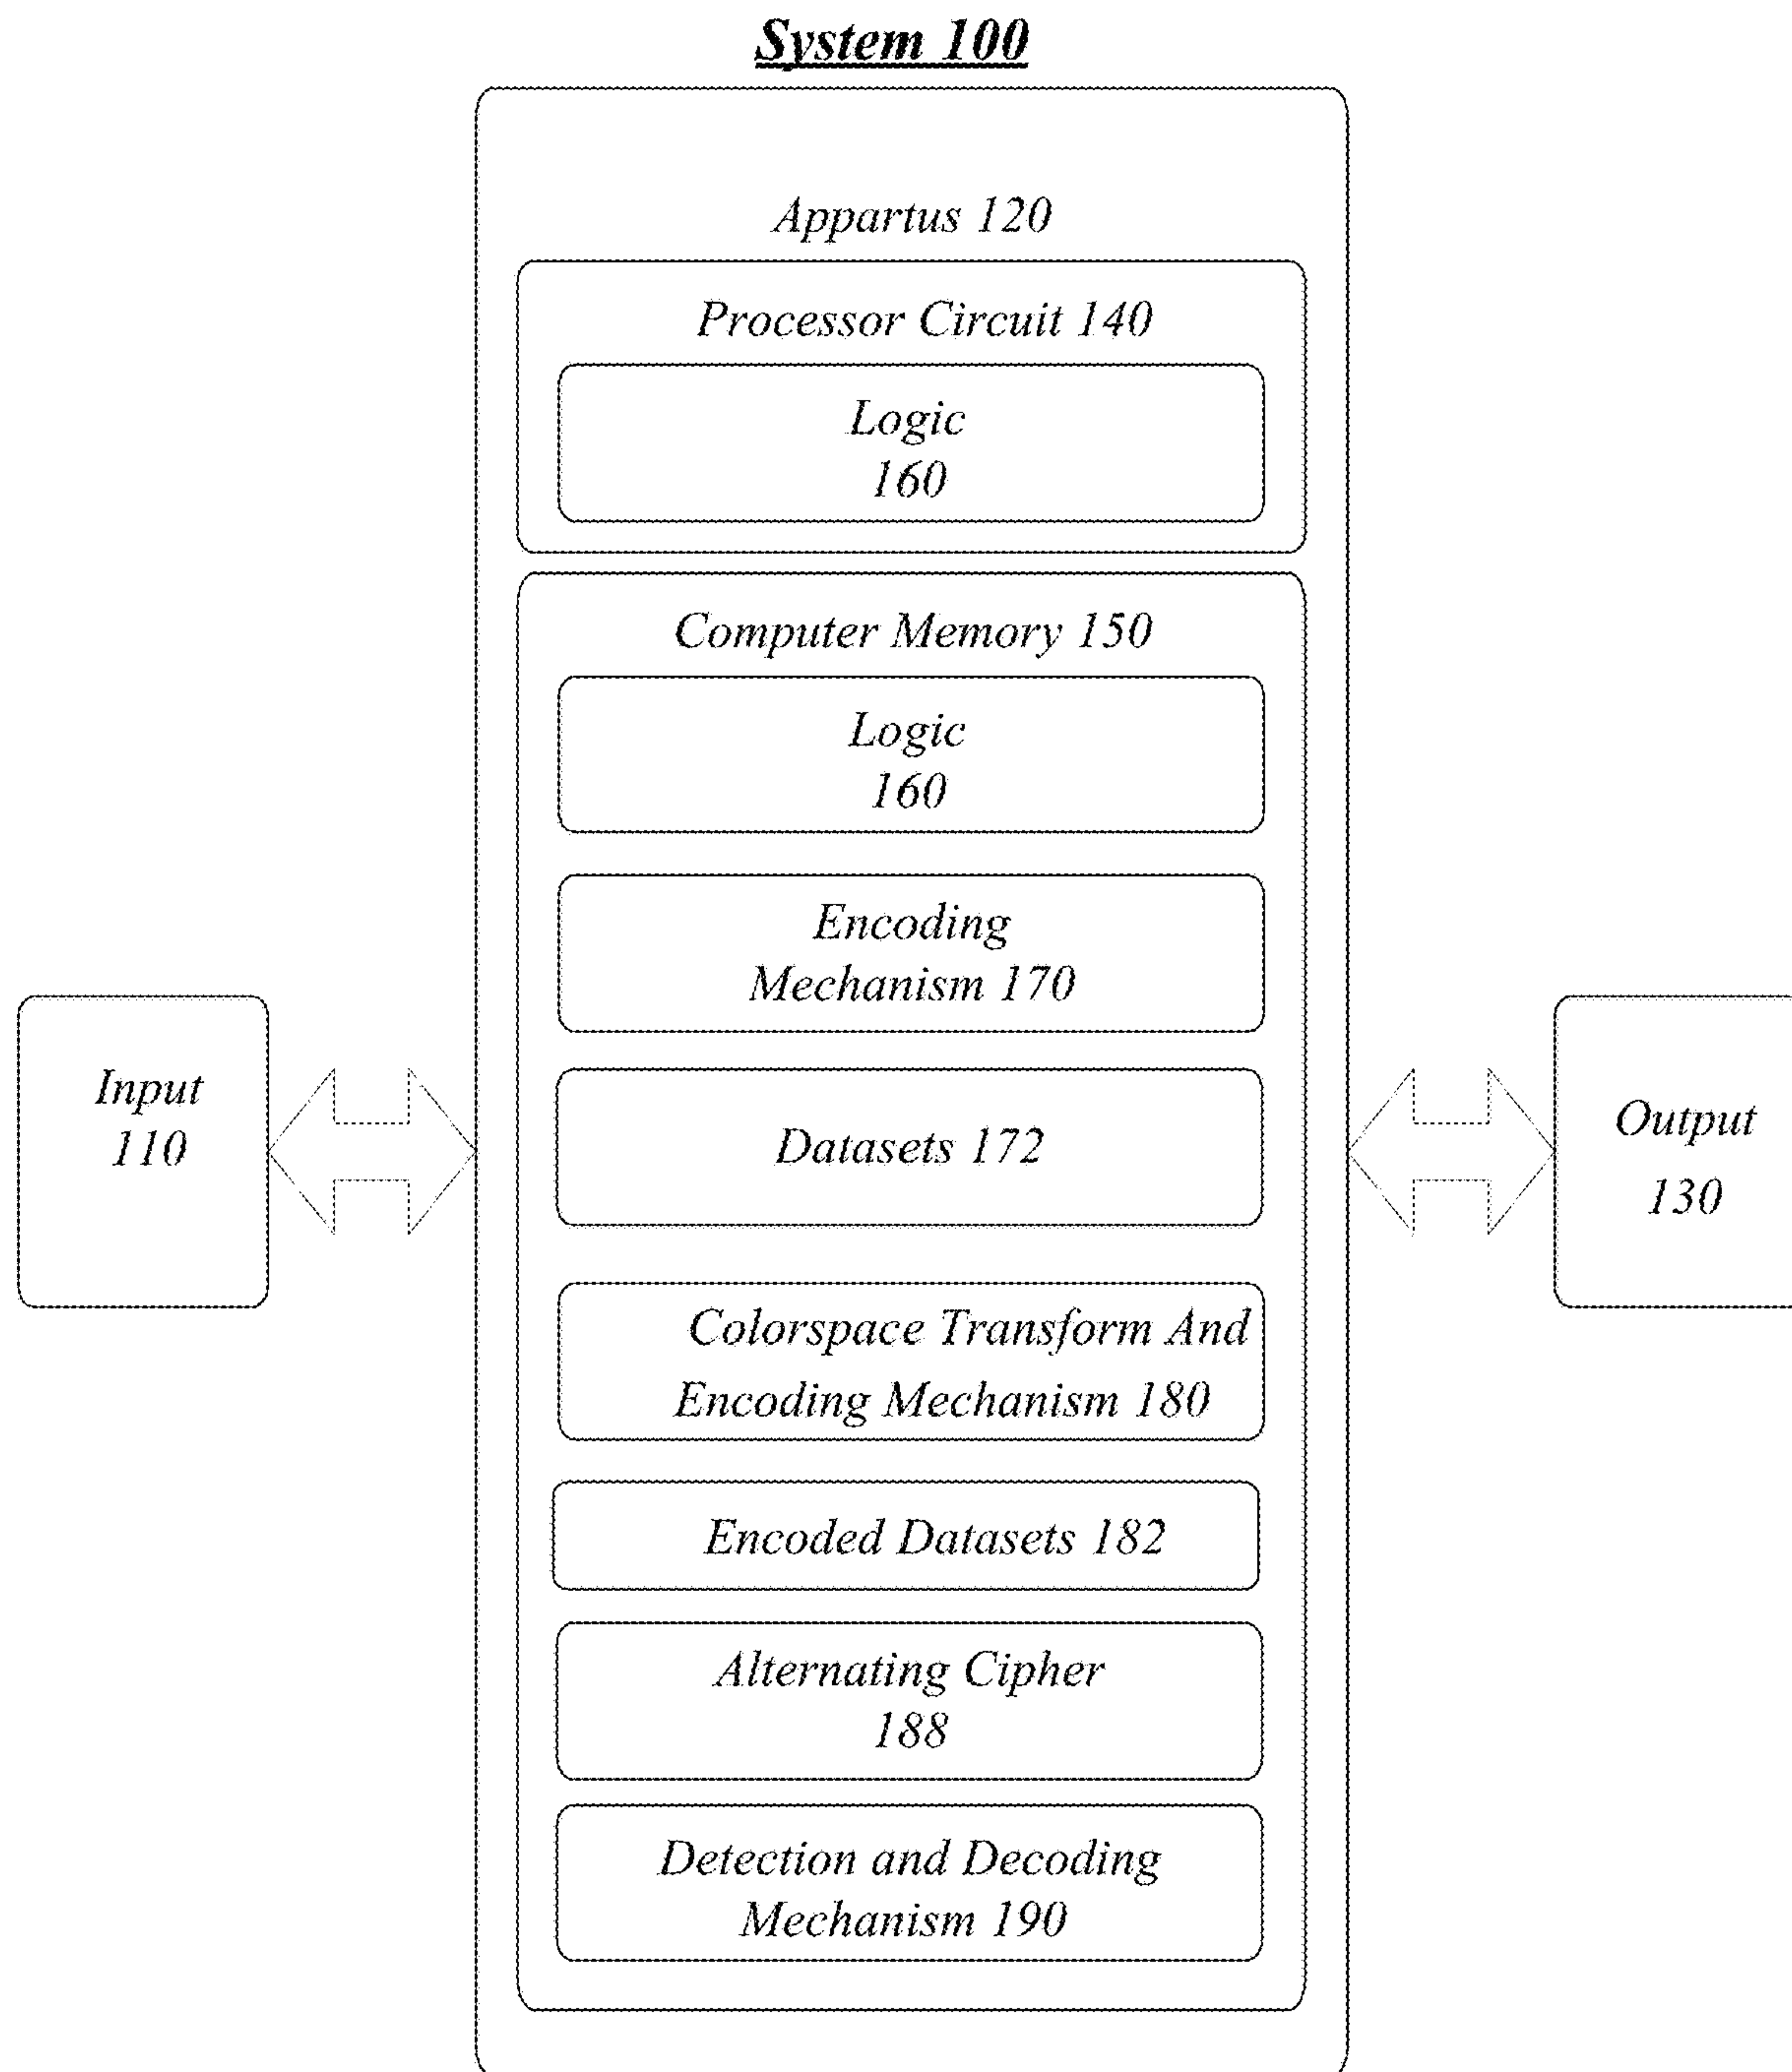 System 100
Appartus 120
Processor Circuit 140
Logic
160
Computer Memory 150
Logic
160
Encoding
Mechanism 170
Input
110
Datasets 172
Output
130
Colorspace Transform And
Encoding Mechanism 180
Encoded Datasets 182
Alternating Cipher
188
Detection and Decoding
Mechanism 190